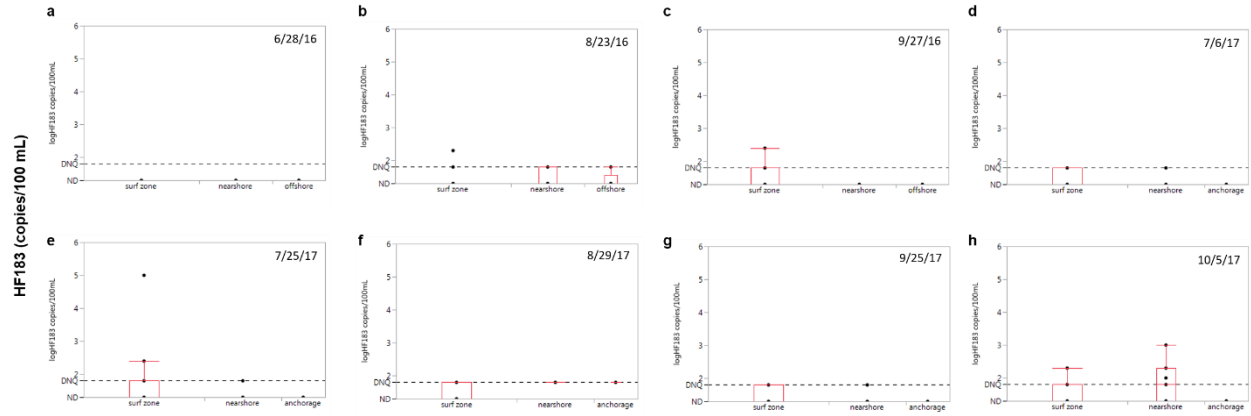 HF183 (copies/100 mL)
a
6/28/16
logHF183 copies/100mL
6
5
4
3
2
DNQ
ND
surf zone
nearshore
offshore
b
8/23/16
logHF183 copies/100mL
6
5
4
3
2
DNQ
ND
surf zone
nearshore
offshore
c
9/27/16
logHF183 copies/100mL
6
5
4
3
2
DNQ
ND
surf zone
nearshore
offshore
d
7/6/17
logHF183 copies/100mL
6
5
4
3
2
DNQ
ND
surf zone
nearshore
anchorage
e
7/25/17
logHF183 copies/100mL
6
5
4
3
2
DNQ
ND
surf zone
nearshore
anchorage
f
8/29/17
logHF183 copies/100mL
6
5
4
3
2
DNQ
ND
surf zone
nearshore
anchorage
g
9/25/17
logHF183 copies/100mL
6
5
4
3
2
DNQ
ND
surf zone
nearshore
anchorage
h
10/5/17
logHF183 copies/100mL
6
5
4
3
2
DNQ
ND
surf zone
nearshore
anchorage